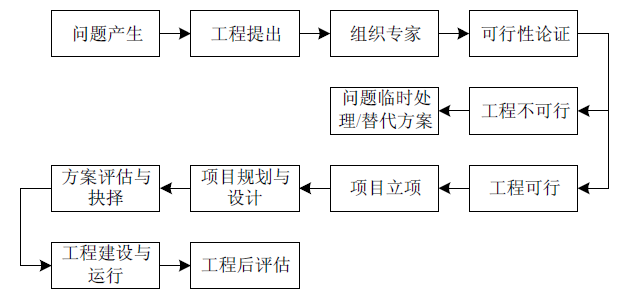 问题产生
工程提出
组织专家
可行性论证
问题临时处
理/替代方案
工程不可行
方案评估与
抉择
项目规划与
设计
项目立项
工程可行
工程建设与
运行
工程后评估